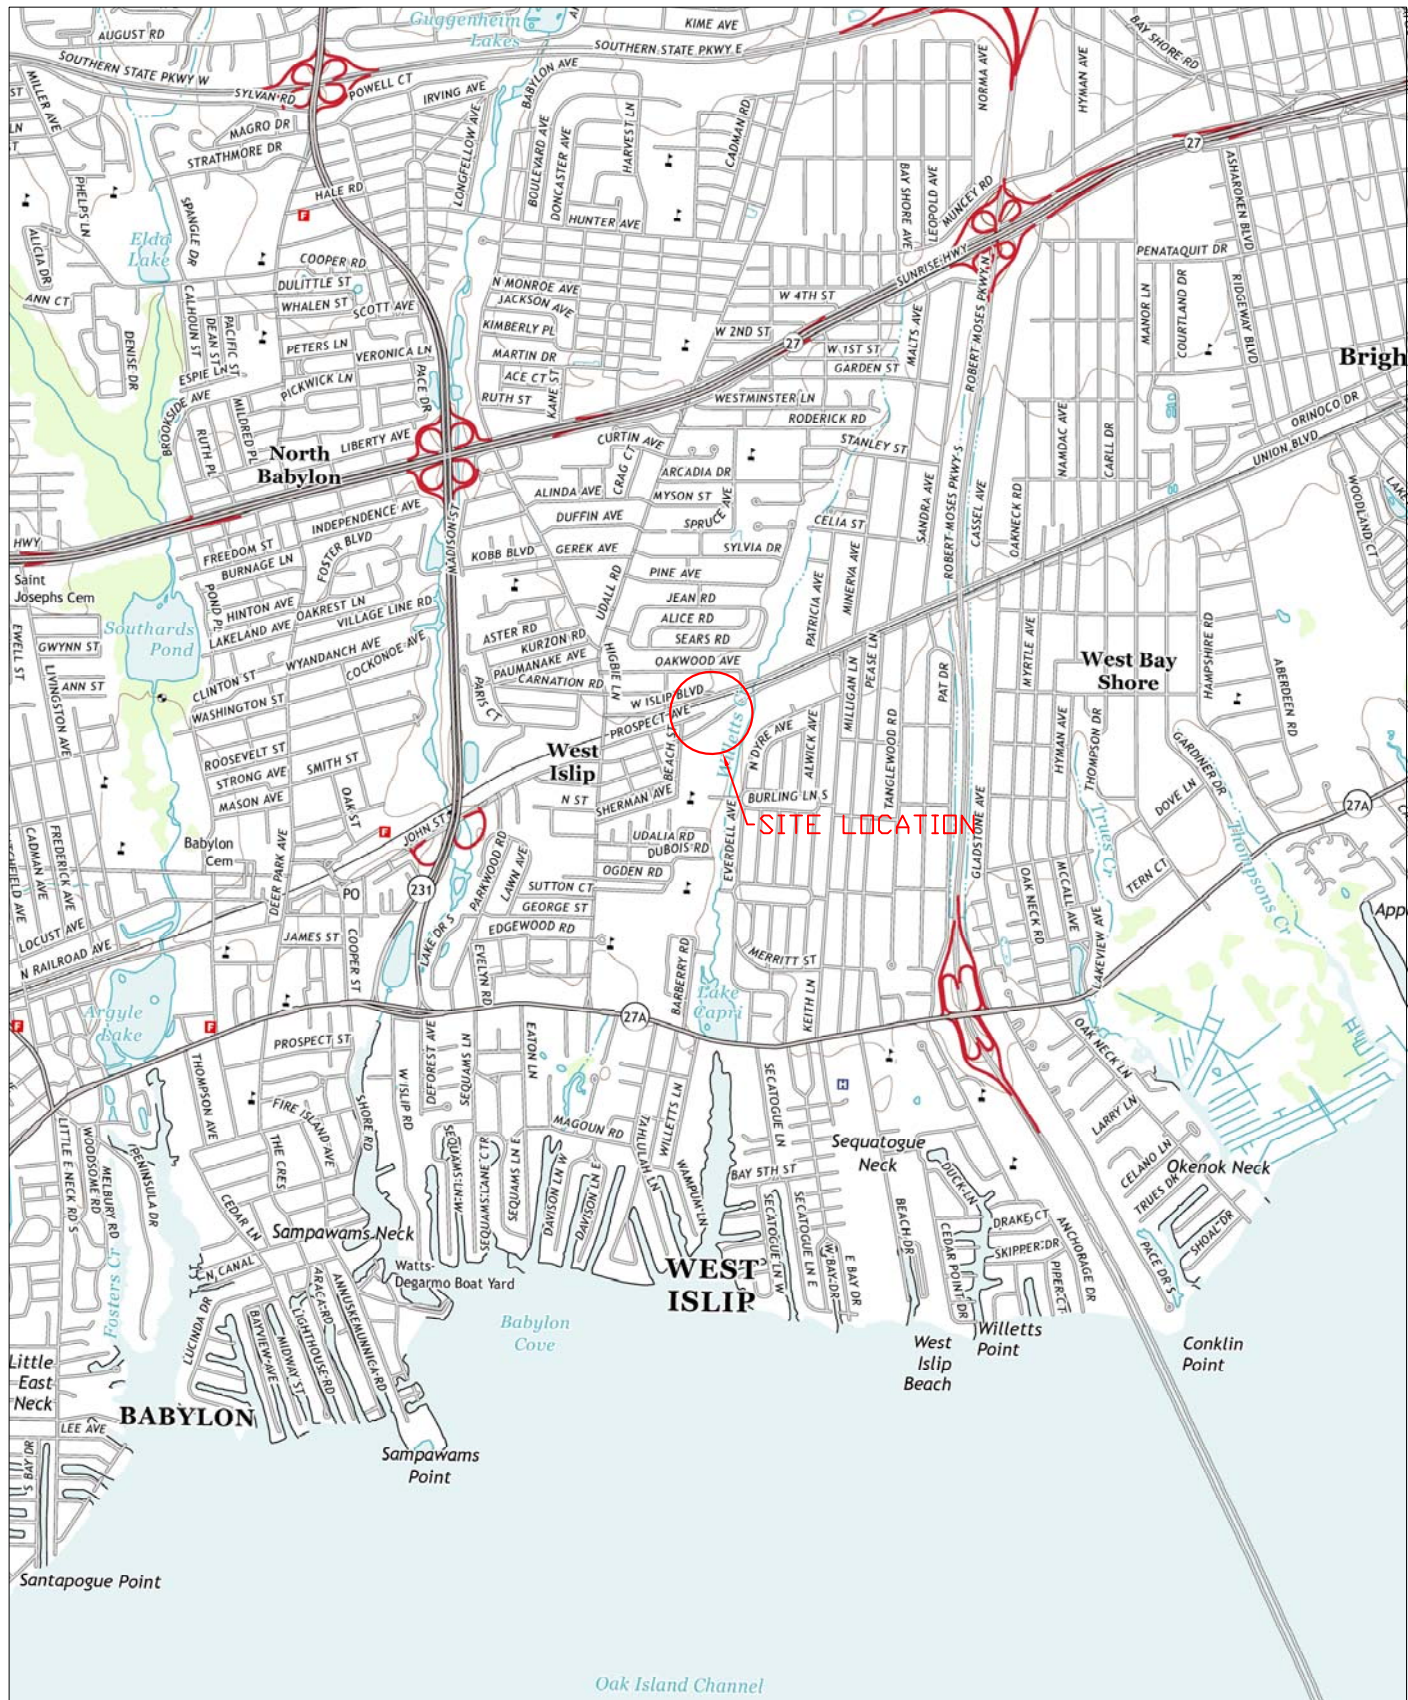 Guggenheim
Lakes
KIME AVE
AUGUST RD
SOUTHERN STATE PKWY E
SOUTHERN STATE PKWY W
BAY SHORE RD
SYLVAN RD
POWELL CT
IRVING AVE
BABYLON AVE
NORMA AVE
HYMAN AVE
MILLER AVE
MAGRO DR
STRATHMORE DR
LONGFELLOW AVE
BOULEVARD AVE
DONCASTER AVE
HARVEST LN
CADMAN RD
27
PHELPS LN
HALE RD
F
HUNTER AVE
BAY SHORE AVE
LEOPOLD AVE
MUNCEY RD
ASHAROKEN BLVD
SPANGLE DR
ALICIA DR
Elda
Lake
COOPER RD
PENATAQUIT DR
SUNRISE HWY
ANN CT
DULITTLE ST
WHALEN ST
SCOTT AVE
N MONROE AVE
JACKSON AVE
W 4TH ST
MANOR LN
COURTLAND DR
RIDGEWAY BLVD
CALHOUN ST
DEAN ST
PACIFIC ST
DENISE DR
KIMBERLY PL
W 2ND ST
27
MALTS AVE
ROBERT MOSES PKWY N
PETERS LN
VERONICA LN
MARTIN DR
W 1ST ST
GARDEN ST
Brigh
ESPIE LN
PICKWICK LN
PACE DR
ACE CT
KANE ST
RUTH ST
WESTMINSTER LN
RODERICK RD
ORINOCO DR
BROOKSIDE AVE
MILDRED PL
RUTH PL
LIBERTY AVE
North
Babylon
CURTIN AVE
STANLEY ST
NAMDAC AVE
CARLL DR
UNION BLVD
CRAG CT
ARCADIA DR
ALINDA AVE
MYSON ST
SANDRA AVE
ROBERT MOSES PKWY S
CASSEL AVE
OAKNECK RD
WOODLAND CT
LAKE
INDEPENDENCE AVE
DUFFIN AVE
SPRUCE AVE
CELIA ST
HWY
FREEDOM ST
BURNAGE LN
FOSTER BLVD
MADISON ST
KOBB BLVD
GEREK AVE
SYLVIA DR
Saint
Josephs Cem
PINE AVE
UDALL RD
PATRICIA AVE
MINERVA AVE
POND PL
HINTON AVE
OAKREST LN
JEAN RD
LAKELAND AVE
VILLAGE LINE RD
ALICE RD
Southards
Pond
EWELL ST
GWYNN ST
WYANDANCH AVE
COCKONOE AVE
ASTER RD
KURZON RD
SEARS RD
MYRTLE AVE
HAMPSHIRE RD
West Bay
Shore
PAUMANAKE AVE
HIGBIE LN
OAKWOOD AVE
PEASE LN
MILLIGAN LN
PAT DR
ABERDEEN RD
LIVINGSTON AVE
ANN ST
CLINTON ST
WASHINGTON ST
CARNATION RD
PARIS CT
W ISLIP BLVD
PROSPECT AVE
BEACH ST
Willetts Cr
N DYRE AVE
ALWICK AVE
TANGLEWOOD RD
HYMAN AVE
THOMPSON DR
GARDINER DR
ROOSEVELT ST
SMITH ST
West
Islip
STRONG AVE
MASON AVE
OAK ST
N ST
SHERMAN AVE
BURLING LN S
DOVE LN
27A
SITE LOCATION
CADMAN AVE
FREDERICK AVE
Babylon
Cem
F
JOHN ST
UDALIA RD
DUBOIS RD
EVERDELL AVE
GLADSTONE AVE
Trues Cr
Thompsons Cr
DEER PARK AVE
PARKWOOD RD
LAWN AVE
OGDEN RD
OAK NECK RD
MCCALL AVE
TERN CT
PO
231
SUTTON CT
GEORGE ST
App
LOCUST AVE
N RAILROAD AVE
JAMES ST
COOPER ST
LAKE DR S
EDGEWOOD RD
EVELYN RD
BARBERRY RD
MERRITT ST
LAKEVIEW AVE
Lake
Capri
KEITH LN
Argyle
Lake
F
F
27A
PROSPECT ST
THOMPSON AVE
W ISLIP RD
DEFOREST AVE
SEQUAMS LN
EATON LN
OAK NECK LN
H
SECATOGUE LN
FIRE ISLAND AVE
SHORE RD
MAGOUN RD
TAHLULAH LN
WILLETTS LN
LARRY LN
LITTLE E NECK RD S
WOODSOME RD
MELBURY RD
PENINSULA DR
THE CRES
SEQUAMS LN W
SEQUAMS LANE CTR
SEQUAMS LN E
DAVISON LN W
DAVISON LN E
WAMPUM LN
Sequatogue
Neck
BAY 5TH ST
DUCK LN
CELANO LN
Okenok Neck
TRUES DR
CEDAR LN
Sampawams Neck
SECATOGUE LN W
SECATOGUE LN E
BEACH DR
CEDAR POINT DR
DRAKE CT
SKIPPER DR
PIPER CT
ANCHORAGE DR
PACE DR S
SHOAL DR
N CANAL
Watts-
Degarmo Boat Yard
WEST
ISLIP
W BAY DR
E BAY DR
Fosters Cr
LUCINDA DR
ARACA RD
ANNUSKEMUNNICA RD
BAYVIEW AVE
MIDWAY ST
LIGHTHOUSE RD
Babylon
Cove
Willetts
Point
West
Islip
Beach
Conklin
Point
Little
East
Neck
BABYLON
LEE AVE
S BAY DR
Sampawams
Point
Santapogue Point
Oak Island Channel